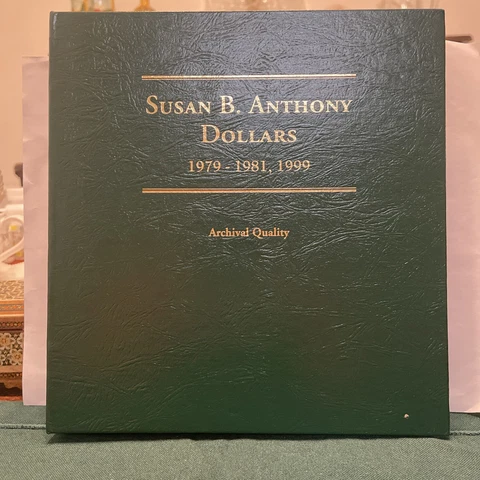 Susan B. Anthony
Dollars
1979 - 1981, 1999
Archival Quality